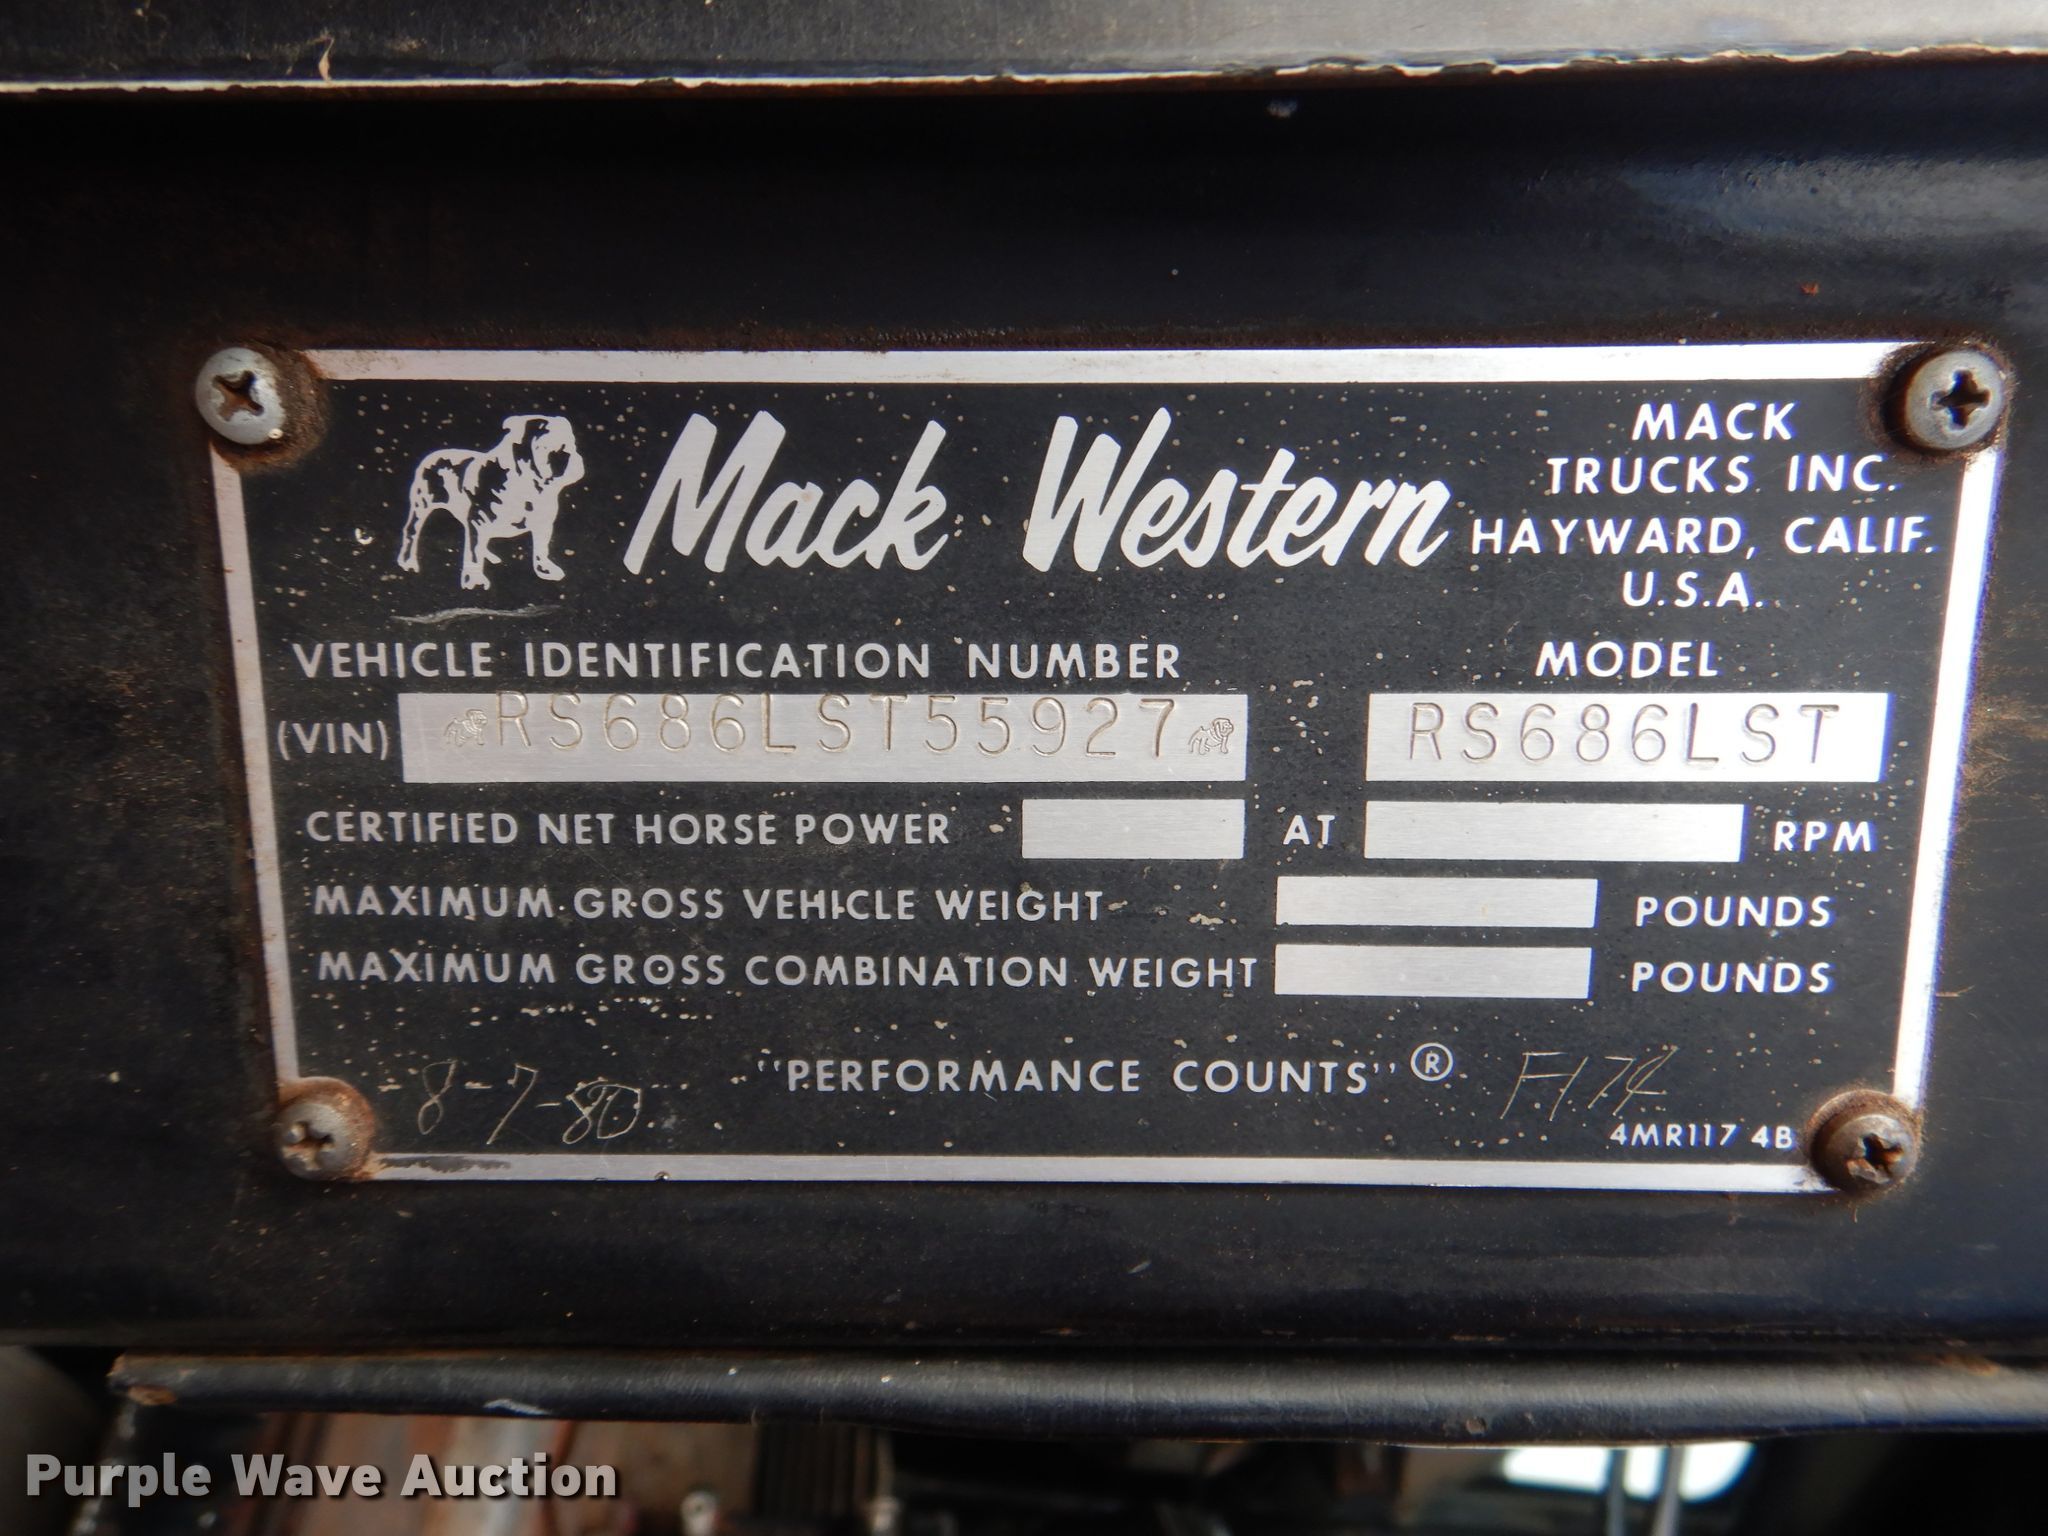 Mack Western
MACK
TRUCKS, INC.
HAYWARD, CALIF.
U.S.A.
VEHICLE IDENTIFICATION NUMBER
MODEL
(VIN) RS686LST55927 RS686LST
CERTIFIED NET HORSE POWER AT RPM
MAXIMUM GROSS VEHICLE WEIGHT POUNDS
MAXIMUM GROSS COMBINATION WEIGHT POUNDS
8-7-80 "PERFORMANCE COUNTS"® F174
4MR117 4B
Purple Wave Auction